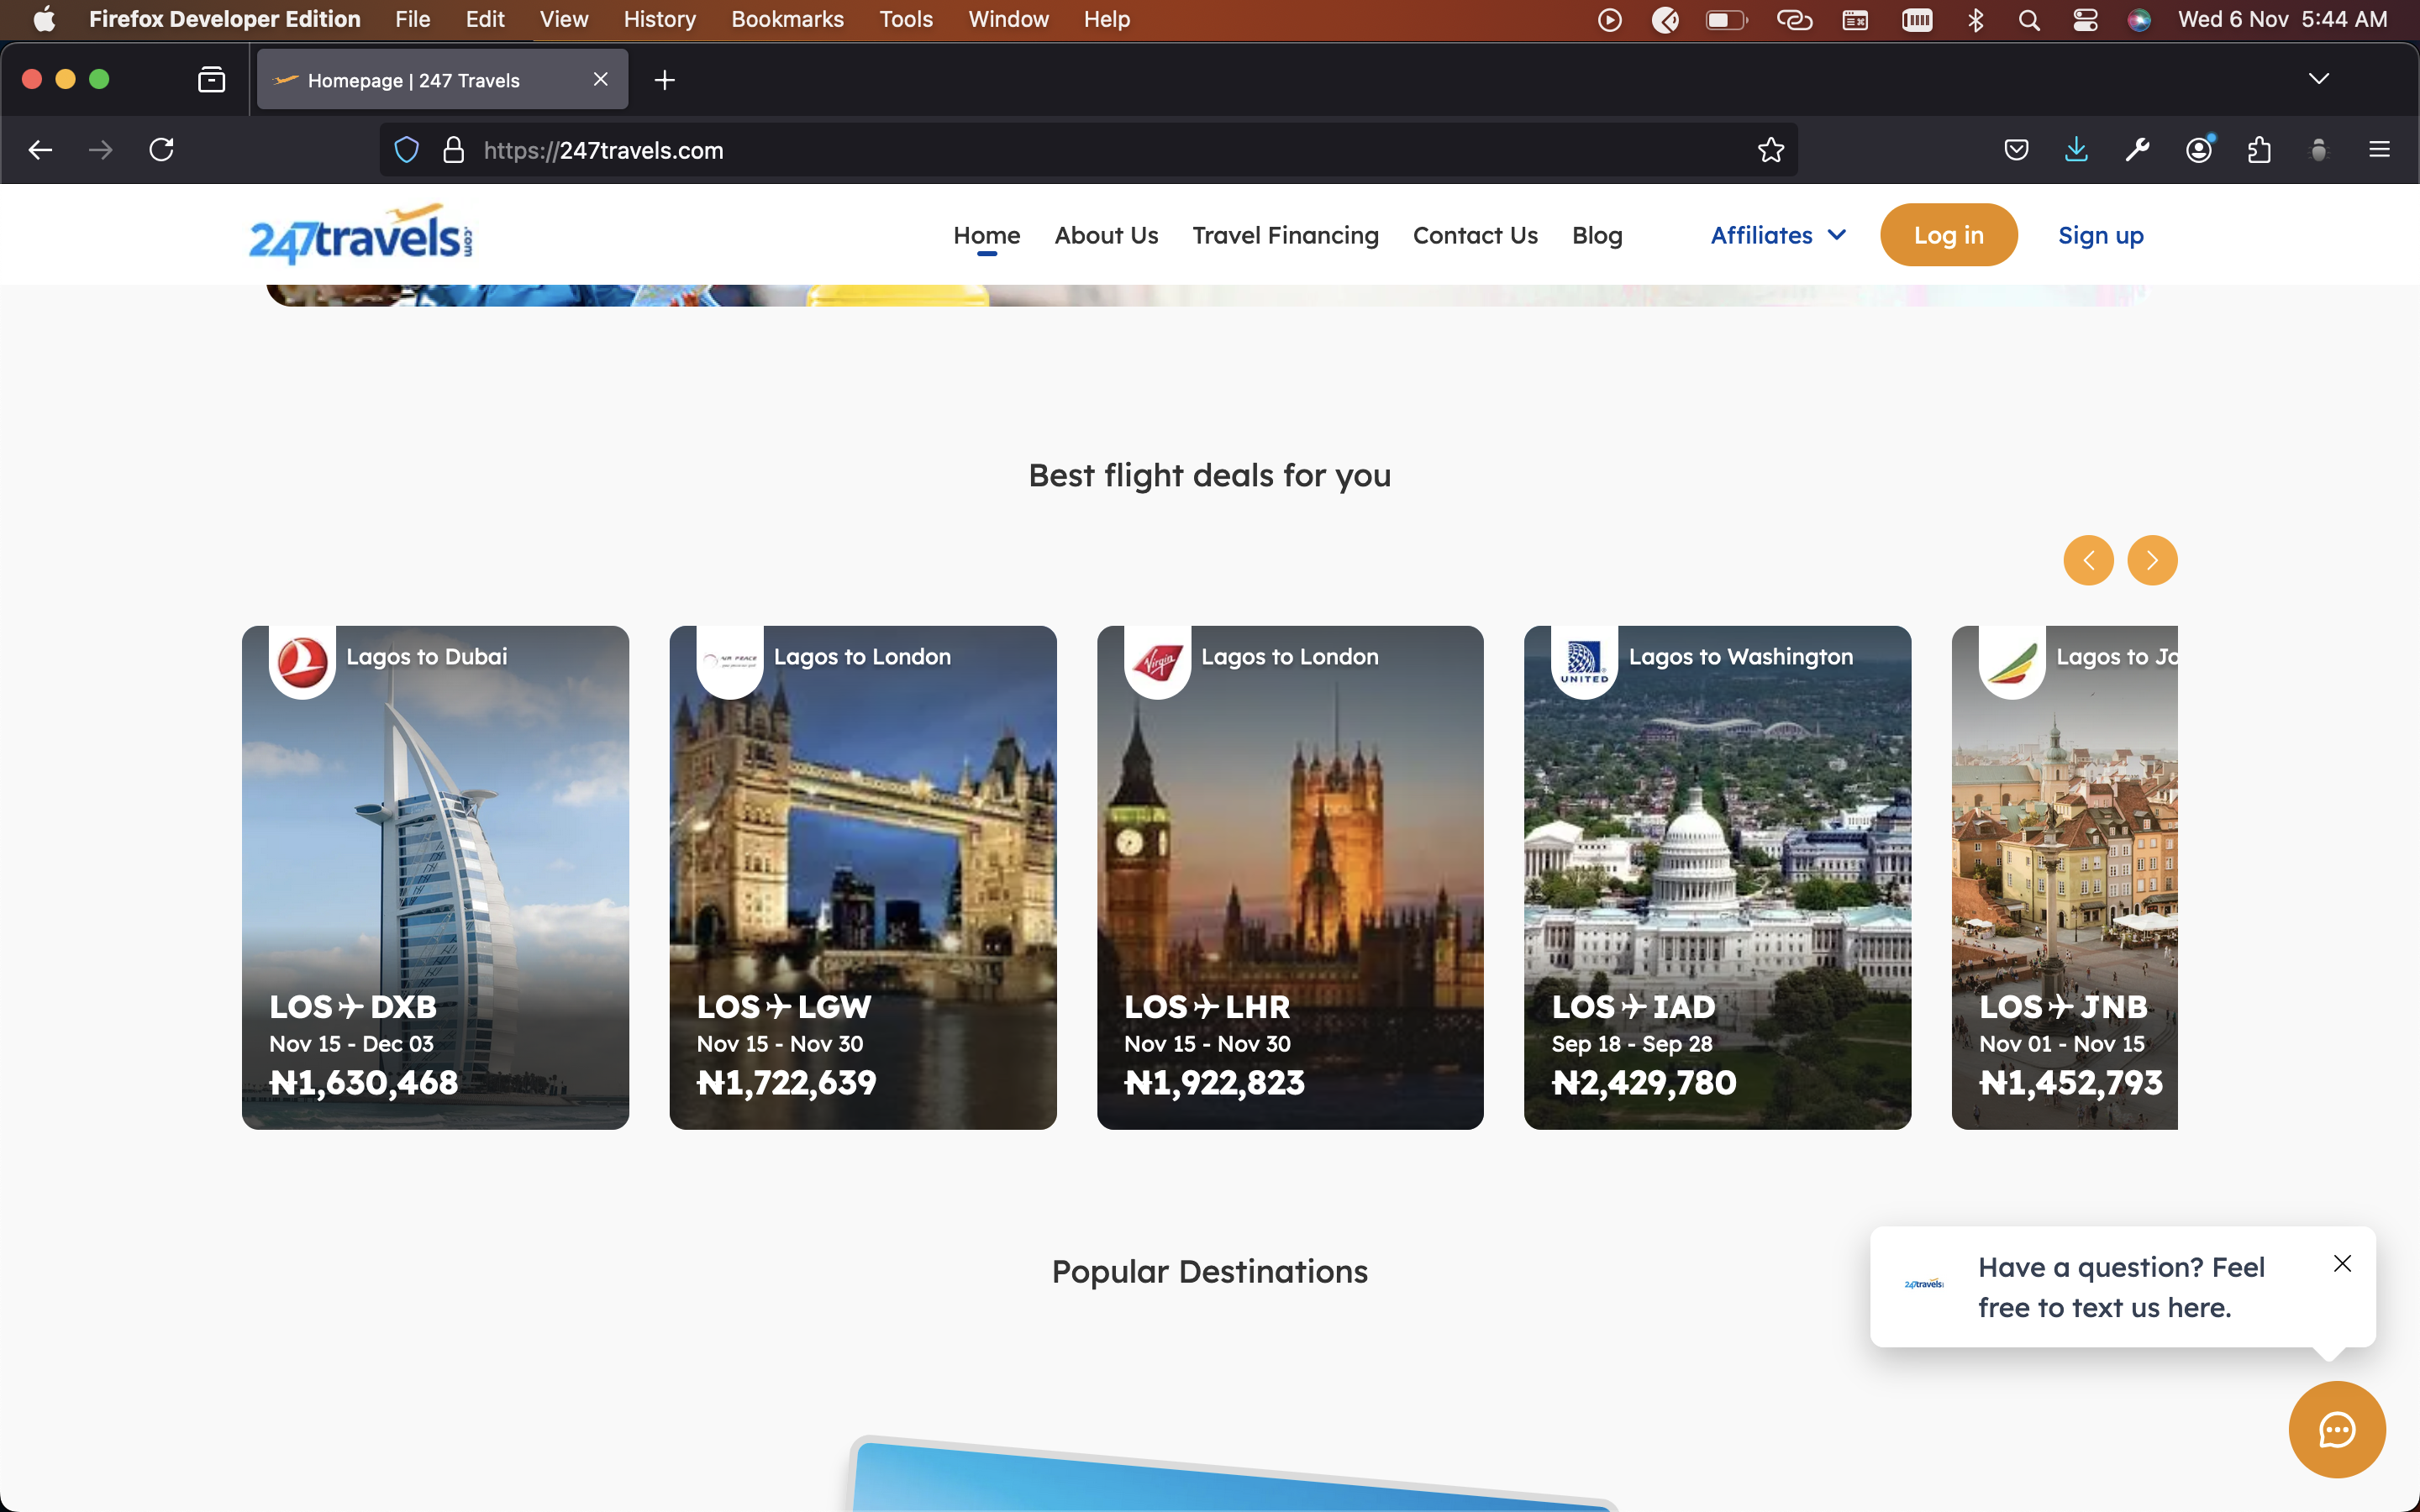 Firefox Developer Edition File Edit View History Bookmarks Tools Window Help Wed 6 Nov 5:44 AM
Homepage | 247 Travels
https://247travels.com
247travels.com Home About Us Travel Financing Contact Us Blog Affiliates Log in Sign up
Best flight deals for you
Lagos to Dubai
LOS DXB
Nov 15 - Dec 03
₦1,630,468
AIR PEACE
Lagos to London
LOS LGW
Nov 15 - Nov 30
₦1,722,639
Virgin
Lagos to London
LOS LHR
Nov 15 - Nov 30
₦1,922,823
UNITED
Lagos to Washington
LOS IAD
Sep 18 - Sep 28
₦2,429,780
Lagos to Jo
LOS JNB
Nov 01 - Nov 15
₦1,452,793
Popular Destinations
247travels
Have a question? Feel
free to text us here.